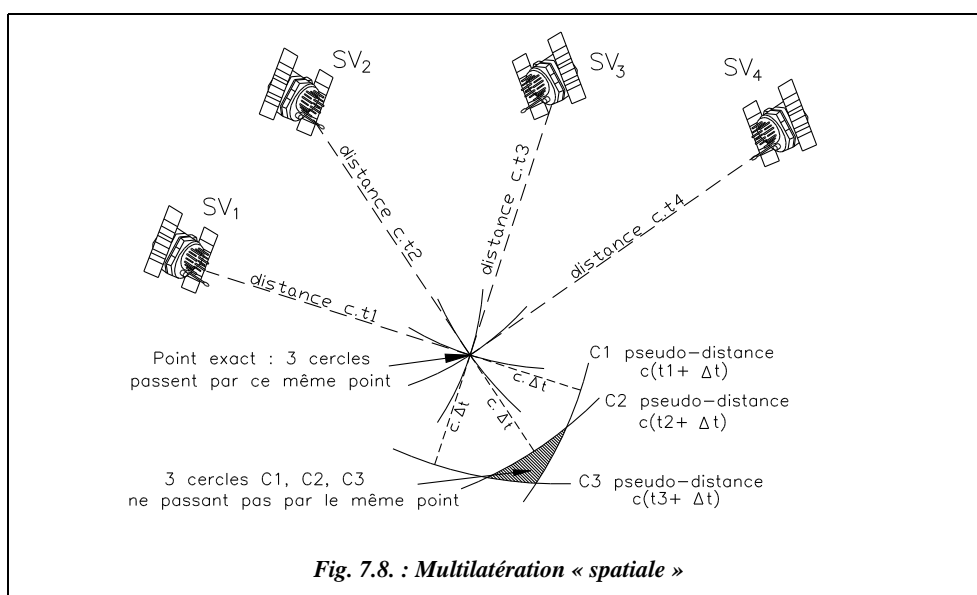 SV2
SV3
SV4
SV1
distance c.t1
distance c.t2
distance c.t3
distance c.t4
Point exact : 3 cercles
passent par ce même point
c.Δt
c.Δt
c.Δt
C1 pseudo-distance
c(t1+ Δt)
C2 pseudo-distance
c(t2+ Δt)
3 cercles C1, C2, C3
ne passant pas par le même point
C3 pseudo-distance
c(t3+ Δt)
Fig. 7.8. : Multilatération « spatiale »